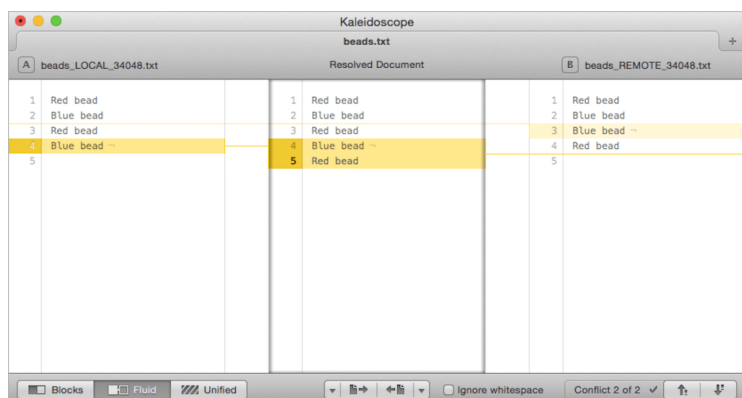 Kaleidoscope
beads.txt
+
A beads_LOCAL_34048.txt
Resolved Document
B beads_REMOTE_34048.txt
1 Red bead
2 Blue bead
3 Red bead
4 Blue bead ¬
5
1 Red bead
2 Blue bead
3 Red bead
4 Blue bead ¬
5 Red bead
1 Red bead
2 Blue bead
3 Blue bead ¬
4 Red bead
5
Blocks Fluid Unified Ignore whitespace Conflict 2 of 2 ✓